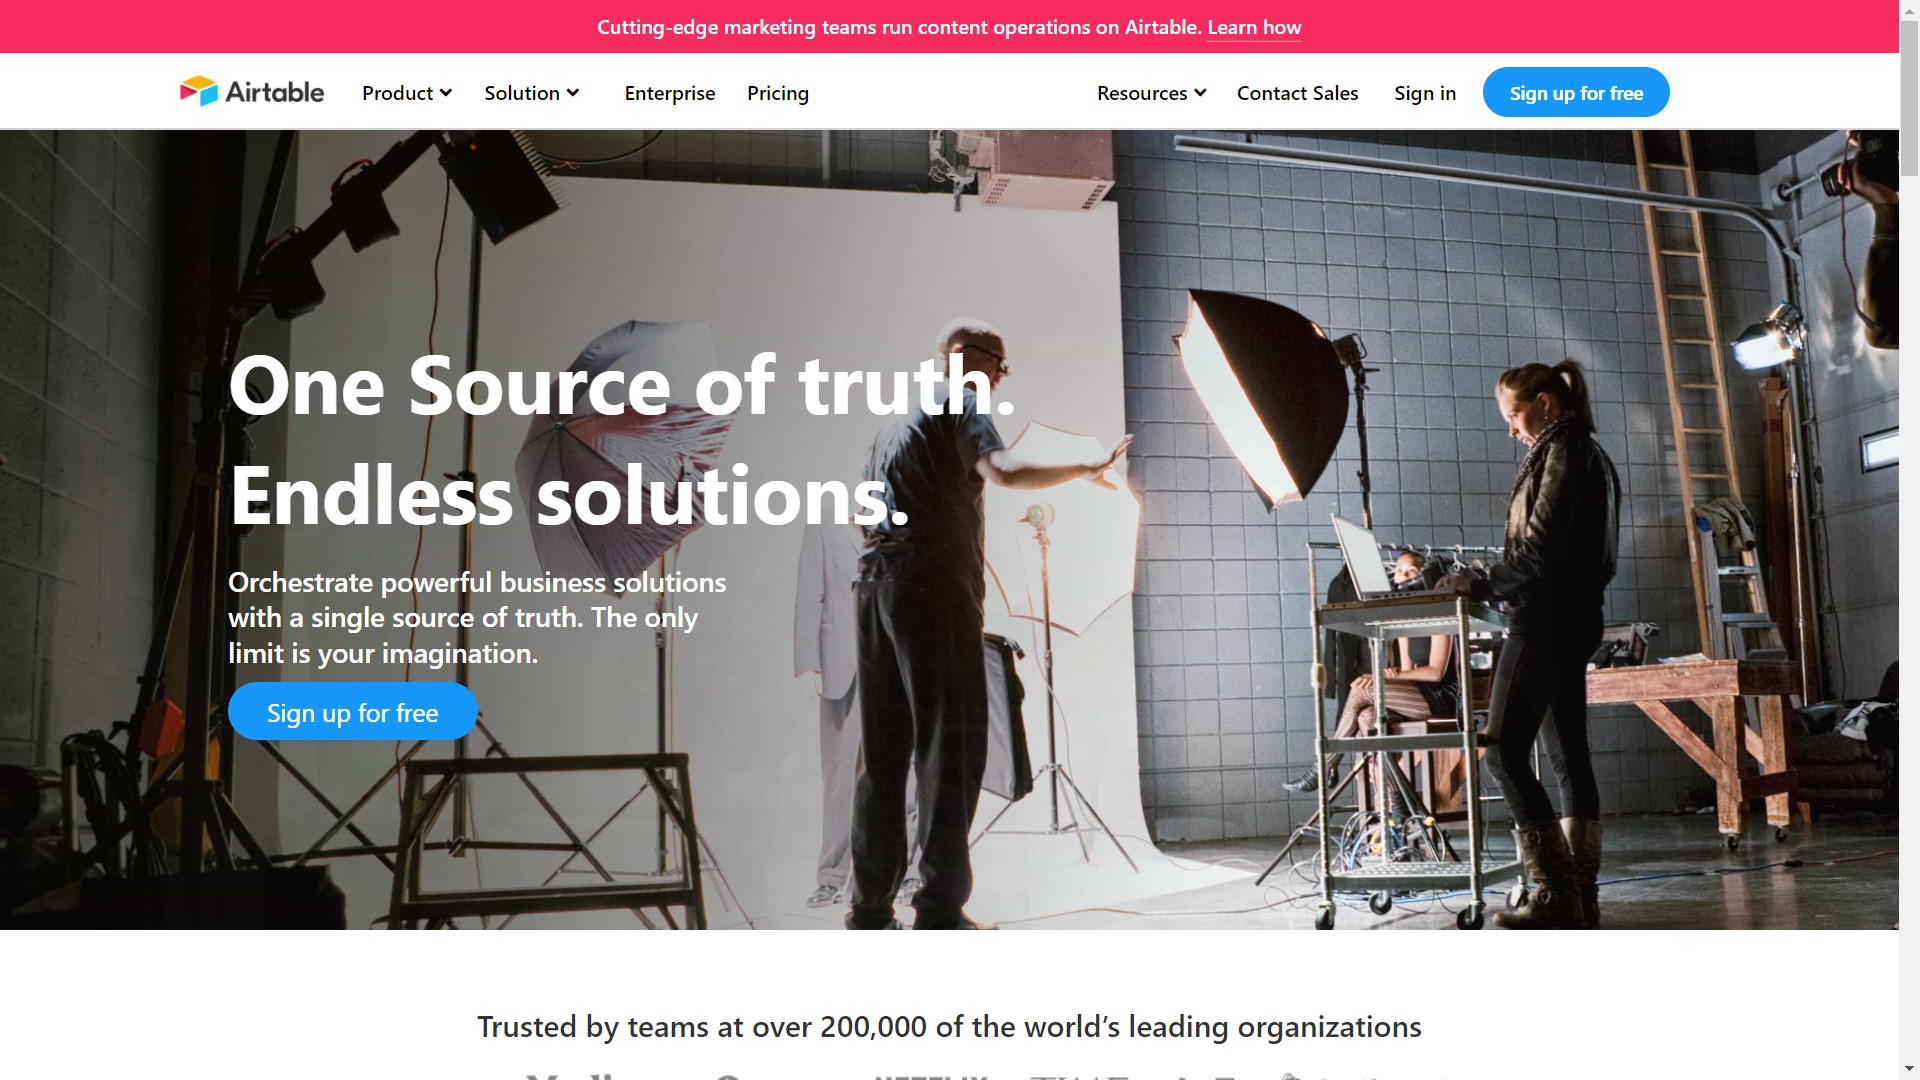 Cutting-edge marketing teams run content operations on Airtable. Learn how
Airtable Product Solution Enterprise Pricing Resources Contact Sales Sign in Sign up for free
One Source of truth.
Endless solutions.
Orchestrate powerful business solutions
with a single source of truth. The only
limit is your imagination.
Sign up for free
Trusted by teams at over 200,000 of the world’s leading organizations
NETFLIX TIME